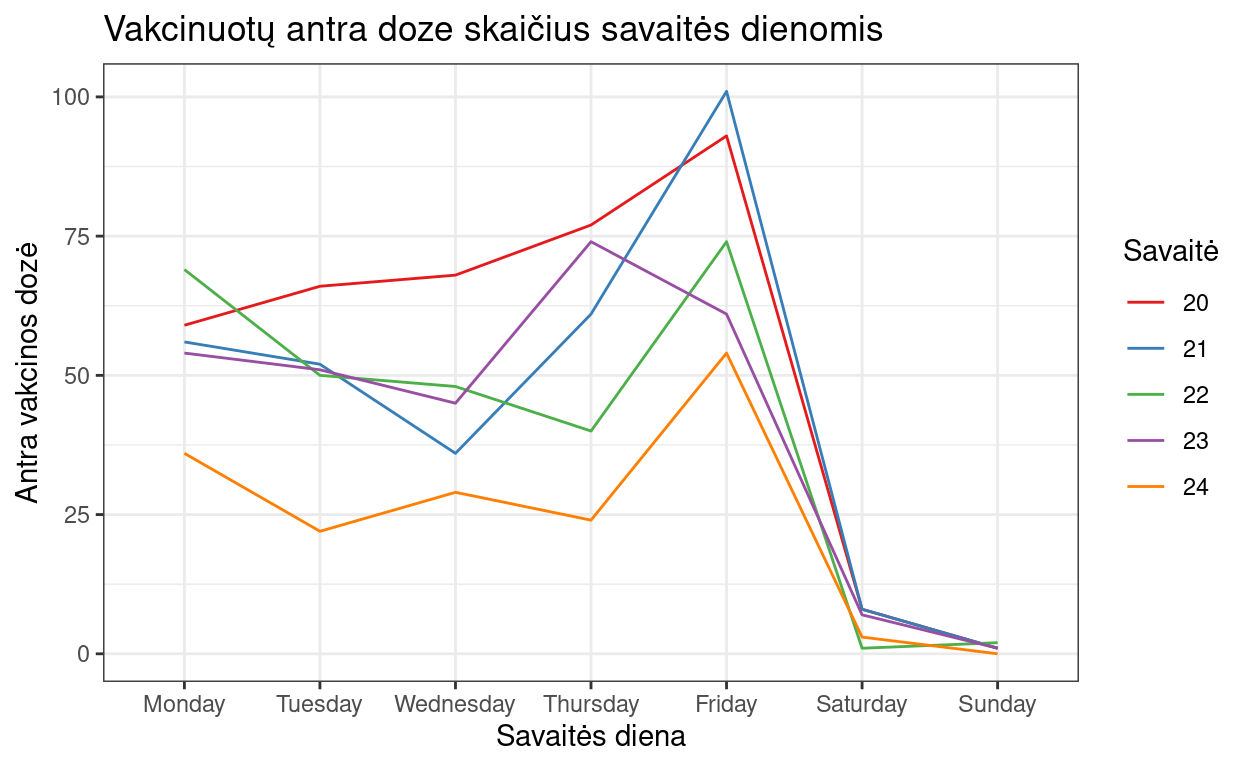 Vakcinuotų antra doze skaičius savaitės dienomis
100
75
50
25
0
Antra vakcinos dozė
Monday Tuesday Wednesday Thursday Friday Saturday Sunday
Savaitės diena
Savaitė
20
21
22
23
24